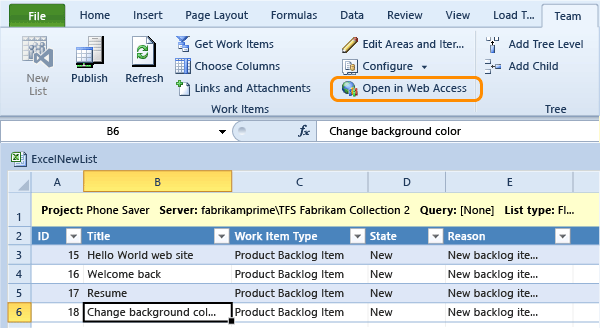 File Home Insert Page Layout Formulas Data Review View Load T... Team
New List
Publish
Refresh
Get Work Items
Choose Columns
Links and Attachments
Work Items
Edit Areas and Iter...
Configure
Open in Web Access
Add Tree Level
Add Child
Tree
B6 fx Change background color
ExcelNewList
A B C D E
1 Project: Phone Saver Server: fabrikamprime\TFS Fabrikam Collection 2 Query: [None] List type: Fl...
2 ID Title Work Item Type State Reason
3 15 Hello World web site Product Backlog Item New New backlog ite...
4 16 Welcome back Product Backlog Item New New backlog ite...
5 17 Resume Product Backlog Item New New backlog ite...
6 18 Change background col... Product Backlog Item New New backlog ite...